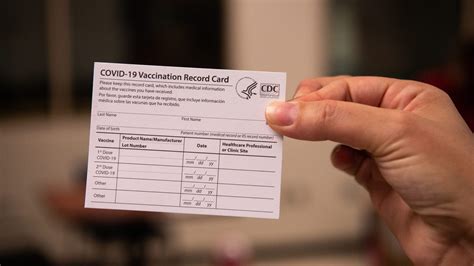 COVID-19 Vaccination Record Card
Please keep this record card, which includes medical information
about the vaccines you have received.
Por favor, guarde esta tarjeta de registro, que incluye información
médica sobre las vacunas que ha recibido.
CDC
Last Name First Name
Date of birth Patient number (medical record or IIS record number)
Vaccine Product Name/Manufacturer Lot Number Date Healthcare Professional or Clinic Site
1st Dose COVID-19 mm dd yy
2nd Dose COVID-19 mm dd yy
Other mm dd yy
Other mm dd yy